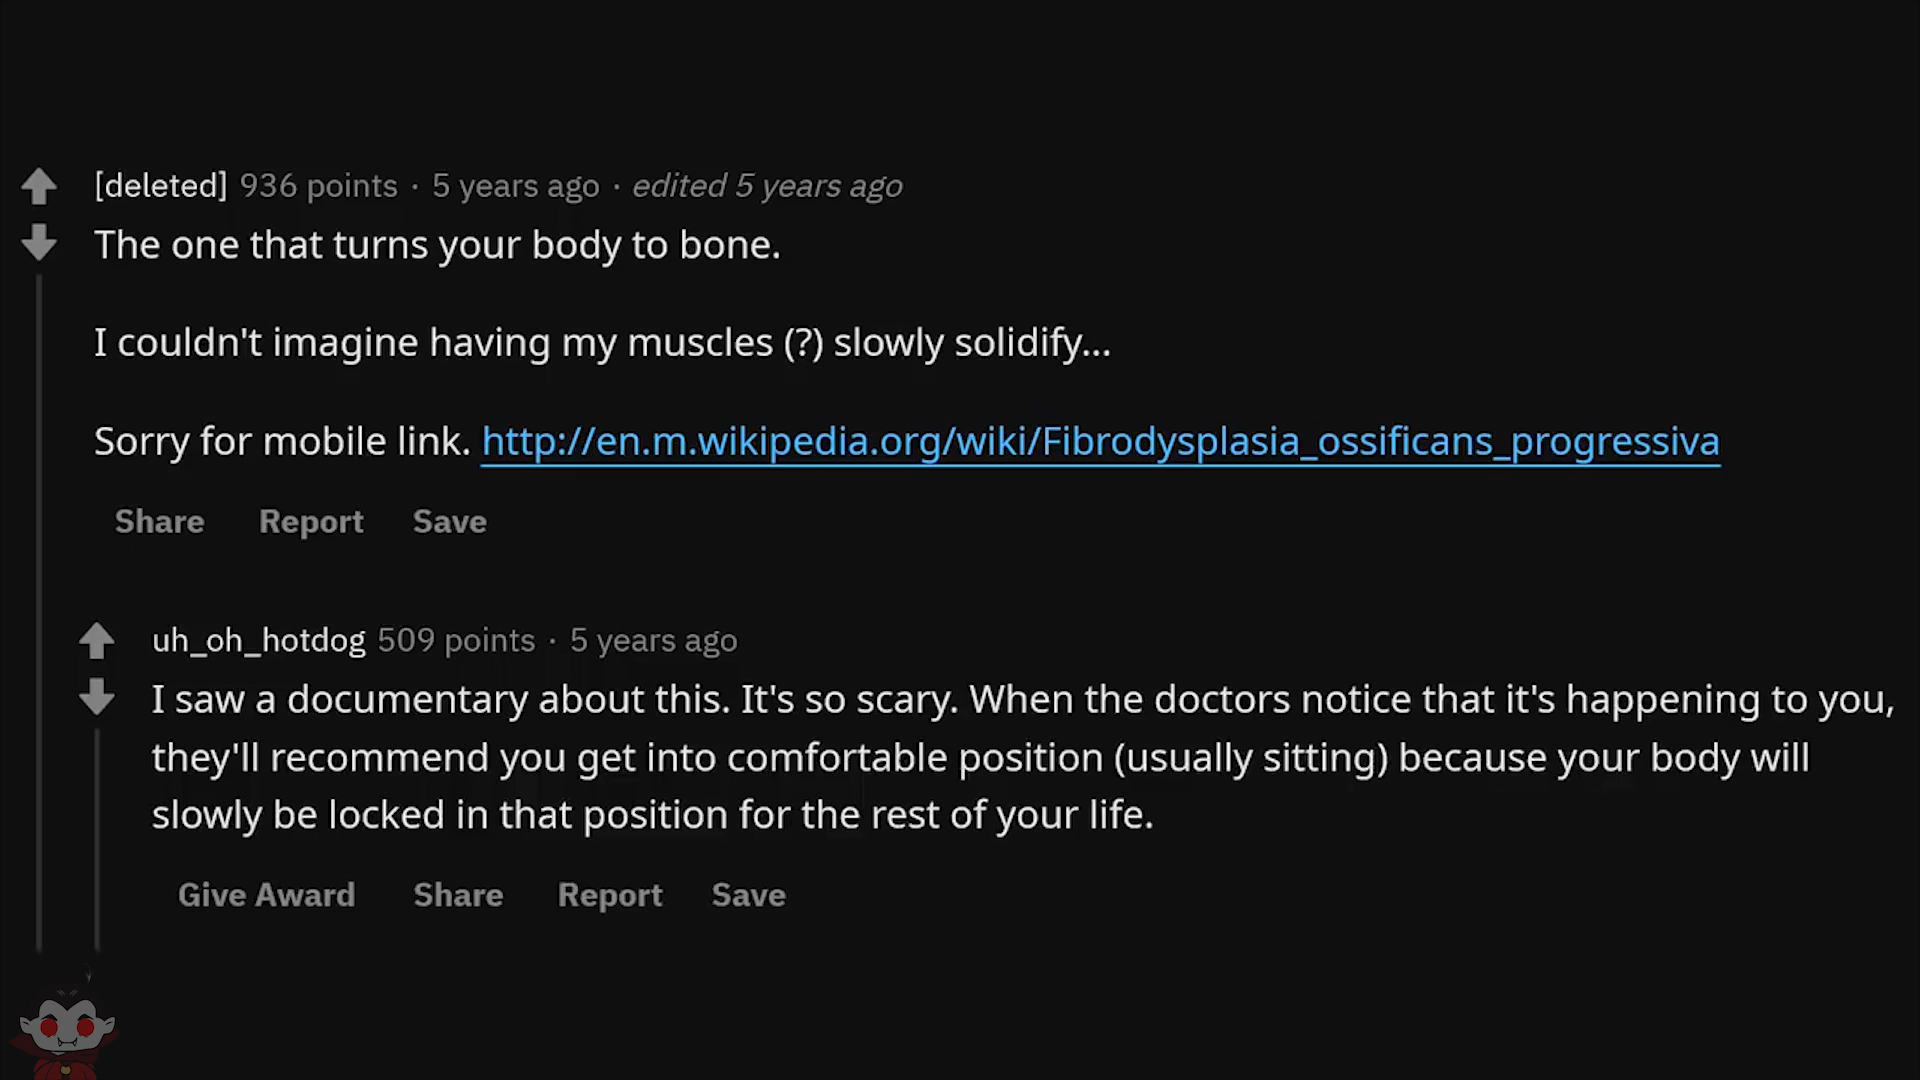 [deleted] 936 points · 5 years ago · edited 5 years ago
The one that turns your body to bone.
I couldn't imagine having my muscles (?) slowly solidify...
Sorry for mobile link. http://en.m.wikipedia.org/wiki/Fibrodysplasia_ossificans_progressiva
Share Report Save
uh_oh_hotdog 509 points · 5 years ago
I saw a documentary about this. It's so scary. When the doctors notice that it's happening to you,
they'll recommend you get into comfortable position (usually sitting) because your body will
slowly be locked in that position for the rest of your life.
Give Award Share Report Save